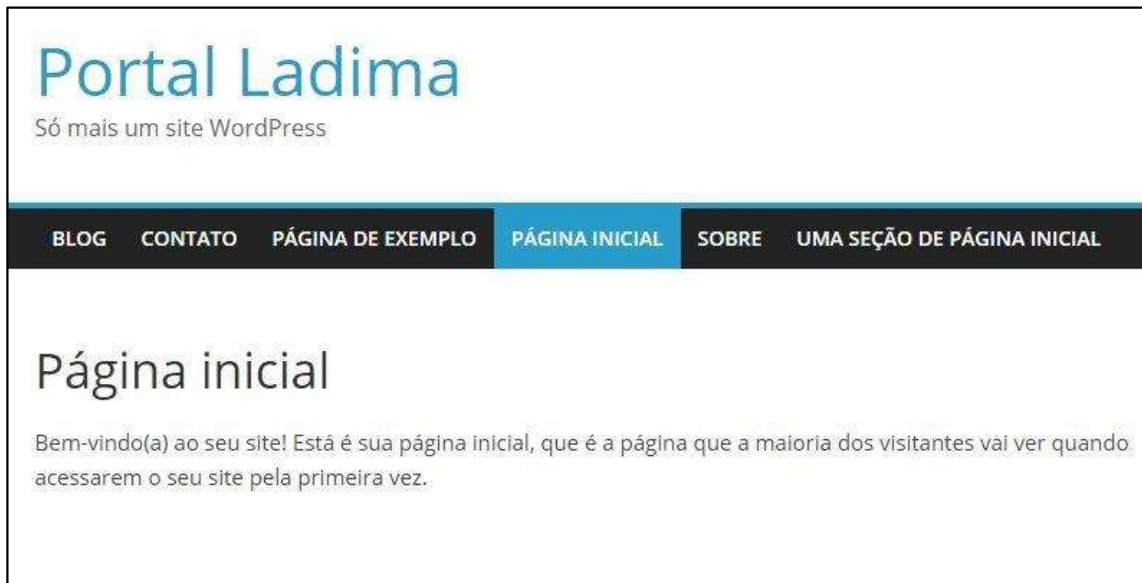 Portal Ladima
Só mais um site WordPress
BLOG CONTATO PÁGINA DE EXEMPLO PÁGINA INICIAL SOBRE UMA SEÇÃO DE PÁGINA INICIAL
Página inicial
Bem-vindo(a) ao seu site! Está é sua página inicial, que é a página que a maioria dos visitantes vai ver quando
acessarem o seu site pela primeira vez.